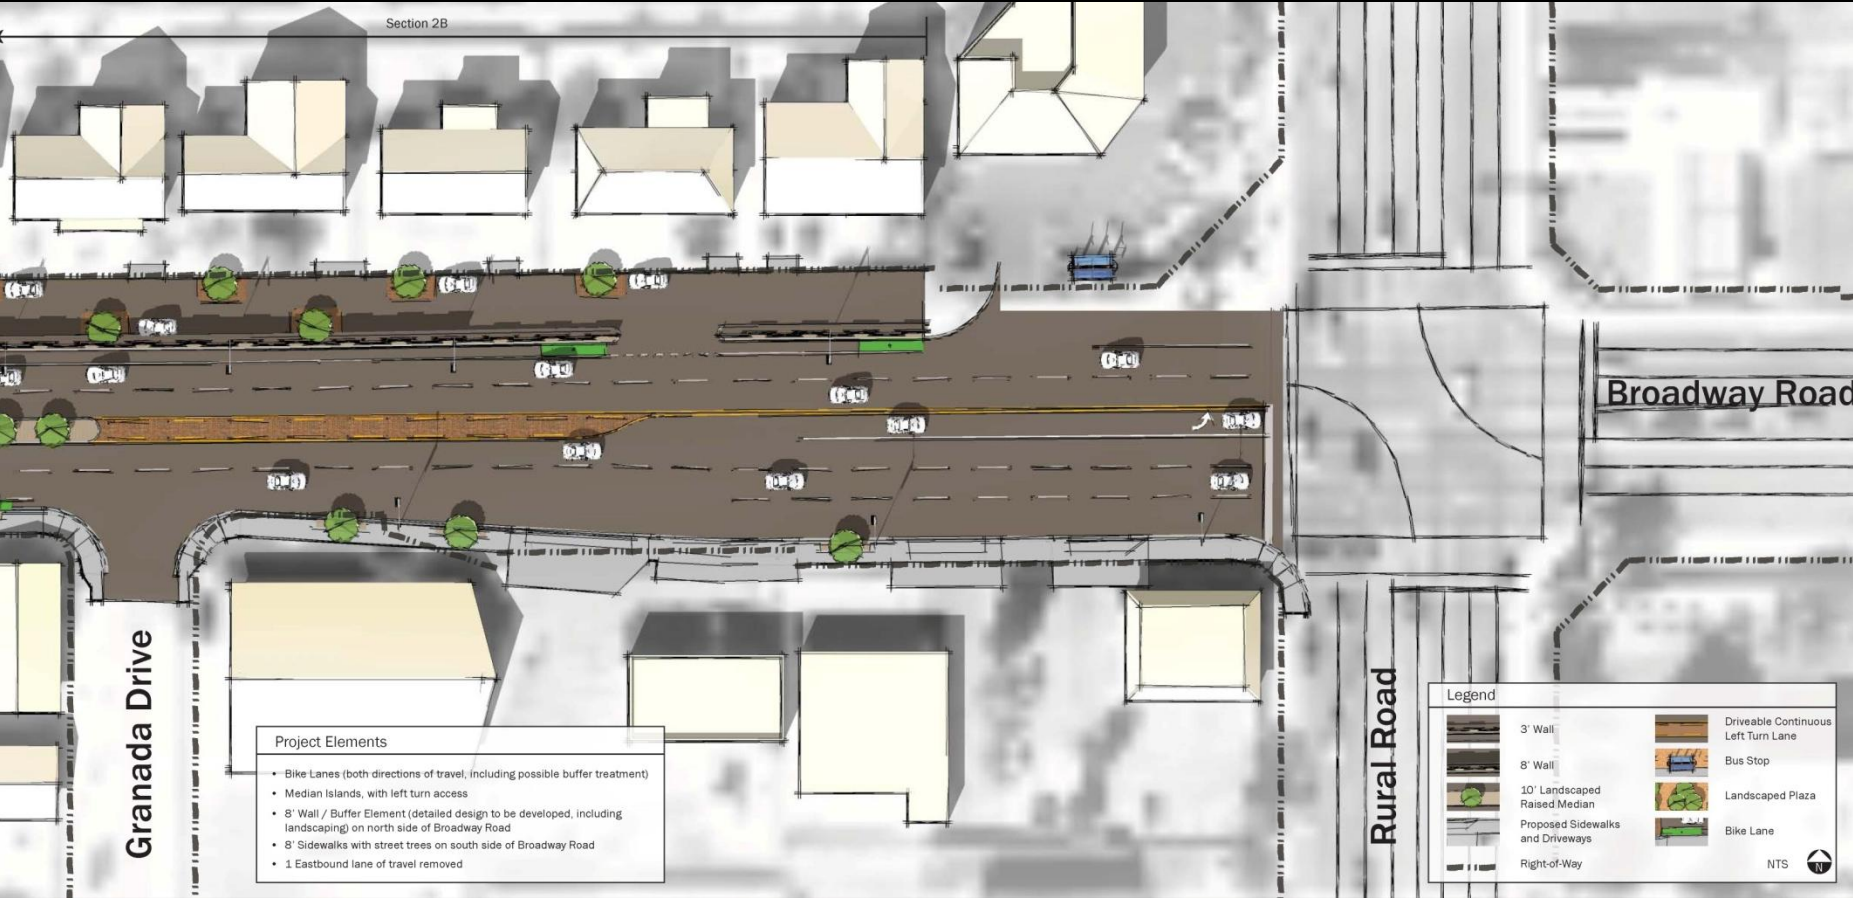 Section 2B
Broadway Road
Granada Drive
Rural Road
Project Elements
• Bike Lanes (both directions of travel, including possible buffer treatment)
• Median Islands, with left turn access
• 8' Wall / Buffer Element (detailed design to be developed, including
landscaping) on north side of Broadway Road
• 8' Sidewalks with street trees on south side of Broadway Road
• 1 Eastbound lane of travel removed
Legend
3' Wall
8' Wall
10' Landscaped
Raised Median
Proposed Sidewalks
and Driveways
Right-of-Way
Driveable Continuous
Left Turn Lane
Bus Stop
Landscaped Plaza
Bike Lane
NTS
N